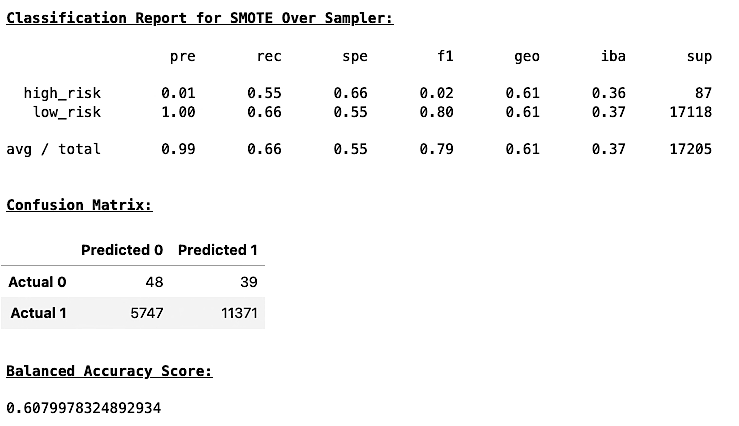 Classification Report for SMOTE Over Sampler:
pre rec spe f1 geo iba sup
high_risk 0.01 0.55 0.66 0.02 0.61 0.36 87
low_risk 1.00 0.66 0.55 0.80 0.61 0.37 17118
avg / total 0.99 0.66 0.55 0.79 0.61 0.37 17205
Confusion Matrix:
Predicted 0 Predicted 1
Actual 0 48 39
Actual 1 5747 11371
Balanced Accuracy Score:
0.6079978324892934